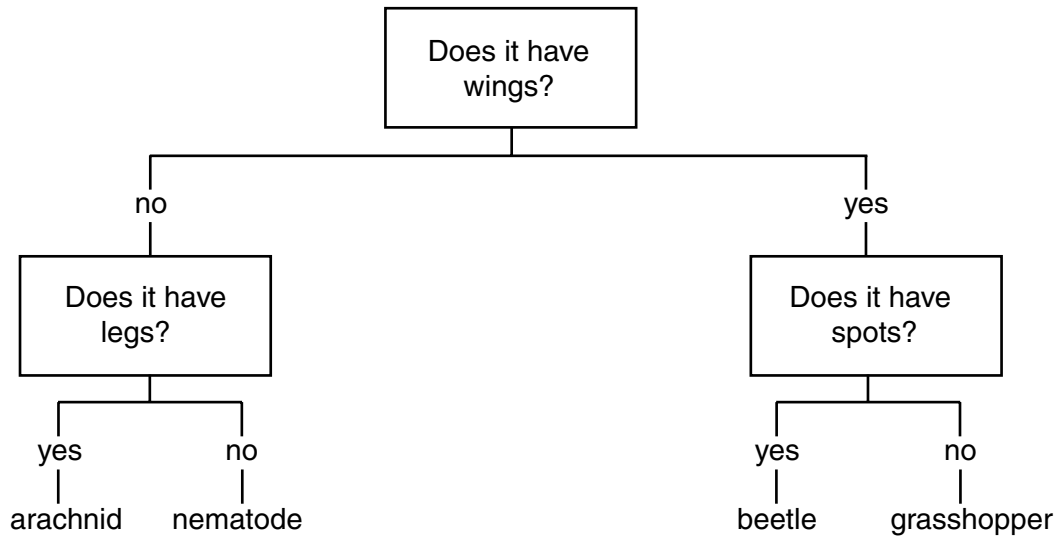 Does it have
wings?
no
yes
Does it have
legs?
Does it have
spots?
yes
no
yes
no
arachnid
nematode
beetle
grasshopper